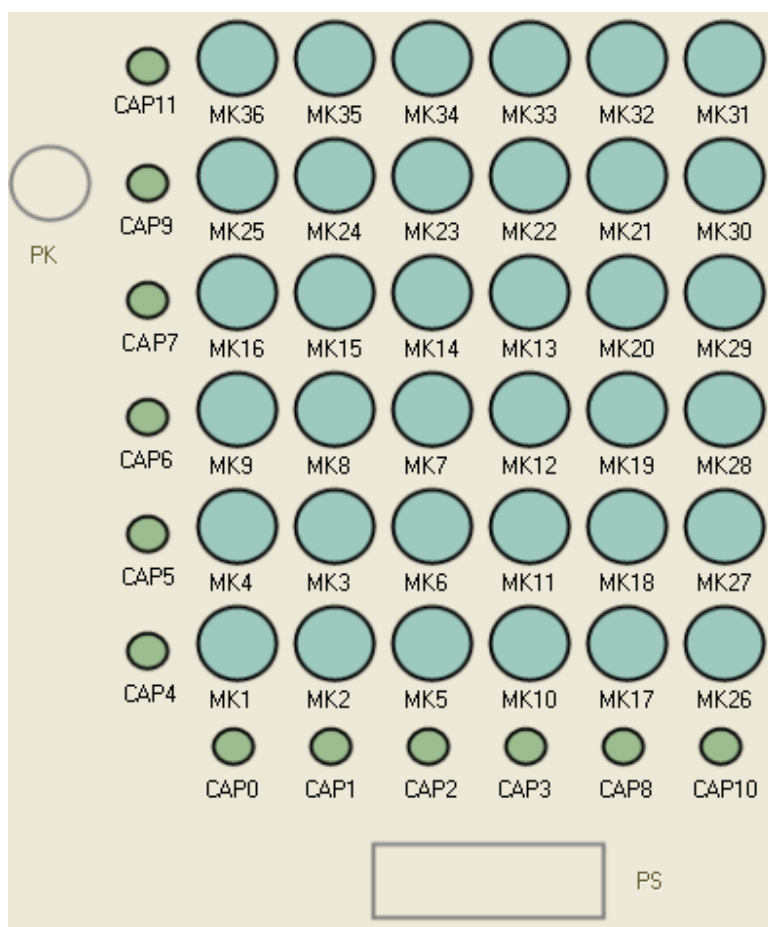 CAP11 MK36 MK35 MK34 MK33 MK32 MK31
CAP9 MK25 MK24 MK23 MK22 MK21 MK30
PK
CAP7 MK16 MK15 MK14 MK13 MK20 MK29
CAP6 MK9 MK8 MK7 MK12 MK19 MK28
CAP5 MK4 MK3 MK6 MK11 MK18 MK27
CAP4 MK1 MK2 MK5 MK10 MK17 MK26
CAP0 CAP1 CAP2 CAP3 CAP8 CAP10
PS